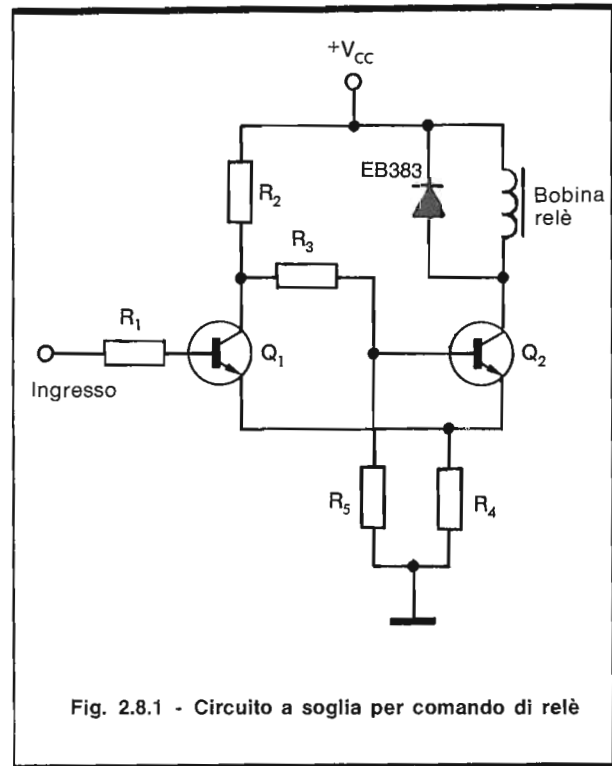 +VCC
EB383
R2
Bobina
relè
R3
R1
Q1
Q2
Ingresso
R5
R4
Fig. 2.8.1 - Circuito a soglia per comando di relè